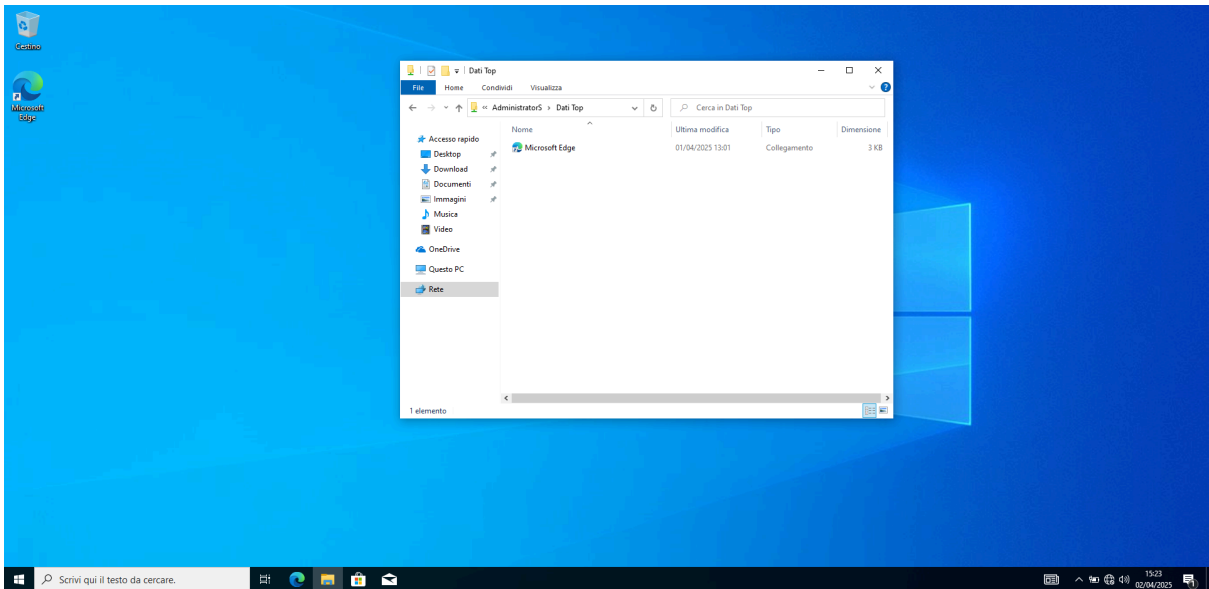 Cestino
Microsoft
Edge
Dati Top
File Home Condividi Visualizza
« AdministratorS › Dati Top
Cerca in Dati Top
Nome Ultima modifica Tipo Dimensione
Microsoft Edge 01/04/2025 13:01 Collegamento 3 KB
Accesso rapido
Desktop
Download
Documenti
Immagini
Musica
Video
OneDrive
Questo PC
Rete
1 elemento
Scrivi qui il testo da cercare.
15:23
02/04/2025